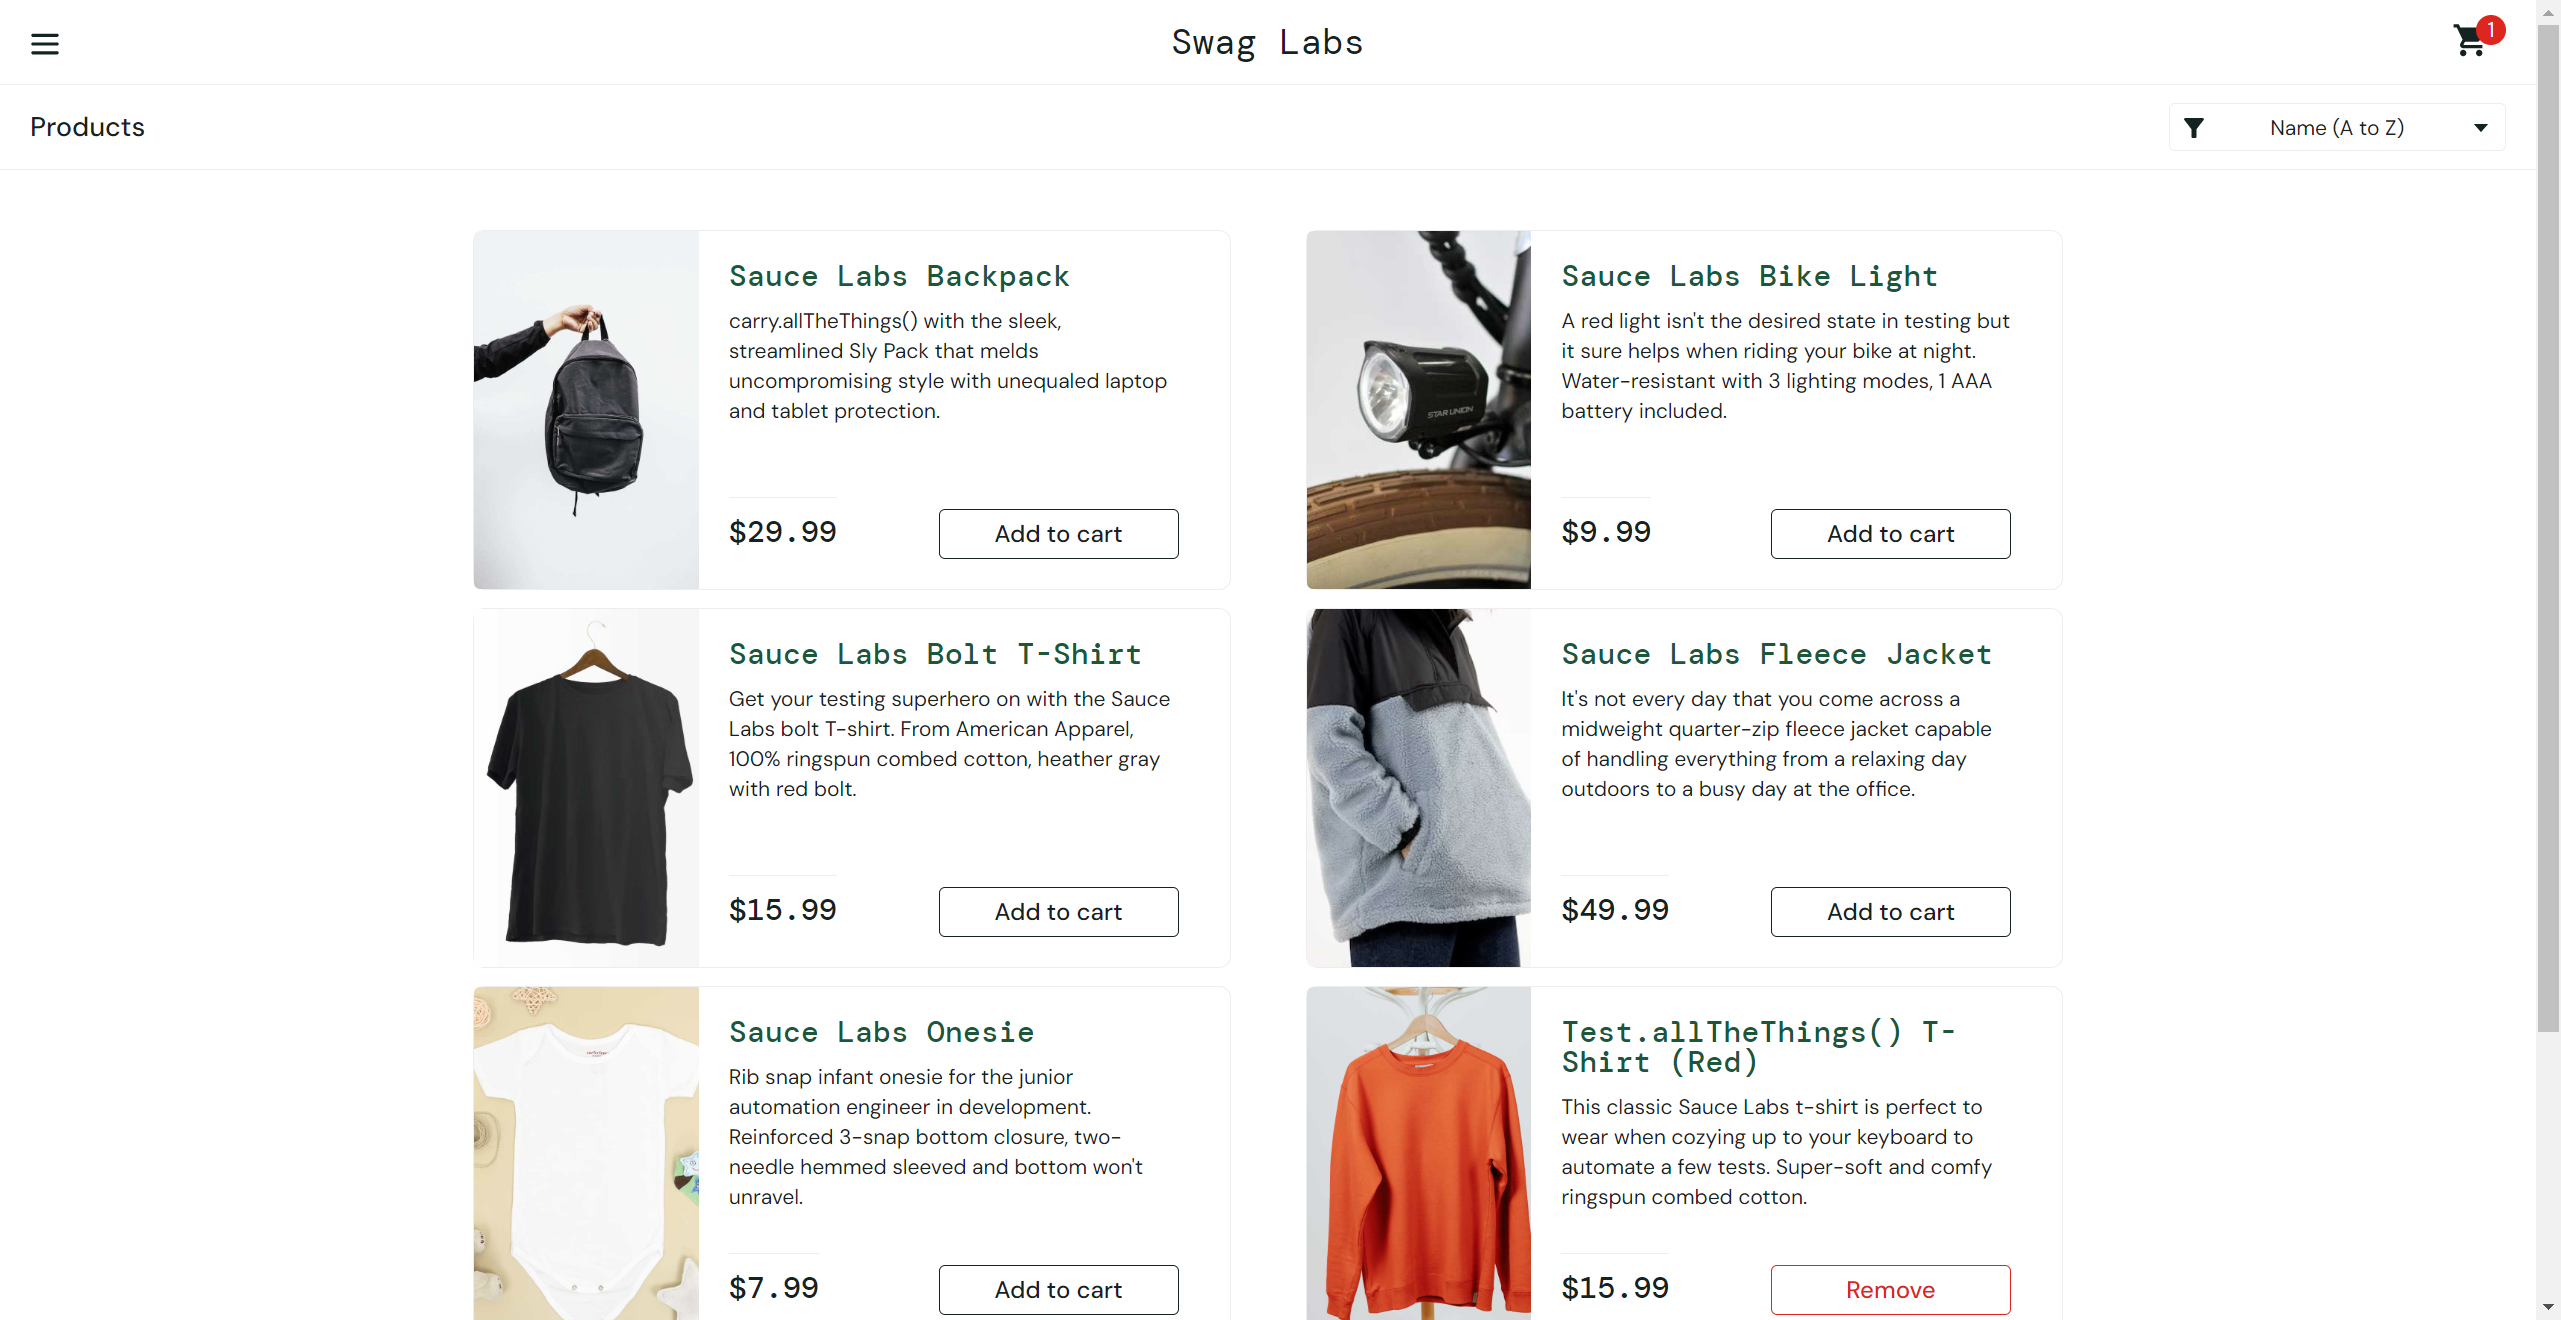 Swag Labs
1
Products
Name (A to Z)
Sauce Labs Backpack
carry.allTheThings() with the sleek,
streamlined Sly Pack that melds
uncompromising style with unequaled laptop
and tablet protection.
$29.99
Add to cart
Sauce Labs Bike Light
A red light isn't the desired state in testing but
it sure helps when riding your bike at night.
Water-resistant with 3 lighting modes, 1 AAA
battery included.
STAR UNION
$9.99
Add to cart
Sauce Labs Bolt T-Shirt
Get your testing superhero on with the Sauce
Labs bolt T-shirt. From American Apparel,
100% ringspun combed cotton, heather gray
with red bolt.
$15.99
Add to cart
Sauce Labs Fleece Jacket
It's not every day that you come across a
midweight quarter-zip fleece jacket capable
of handling everything from a relaxing day
outdoors to a busy day at the office.
$49.99
Add to cart
Sauce Labs Onesie
Rib snap infant onesie for the junior
automation engineer in development.
Reinforced 3-snap bottom closure, two-
needle hemmed sleeved and bottom won't
unravel.
$7.99
Add to cart
Test.allTheThings() T-
Shirt (Red)
This classic Sauce Labs t-shirt is perfect to
wear when cozying up to your keyboard to
automate a few tests. Super-soft and comfy
ringspun combed cotton.
$15.99
Remove